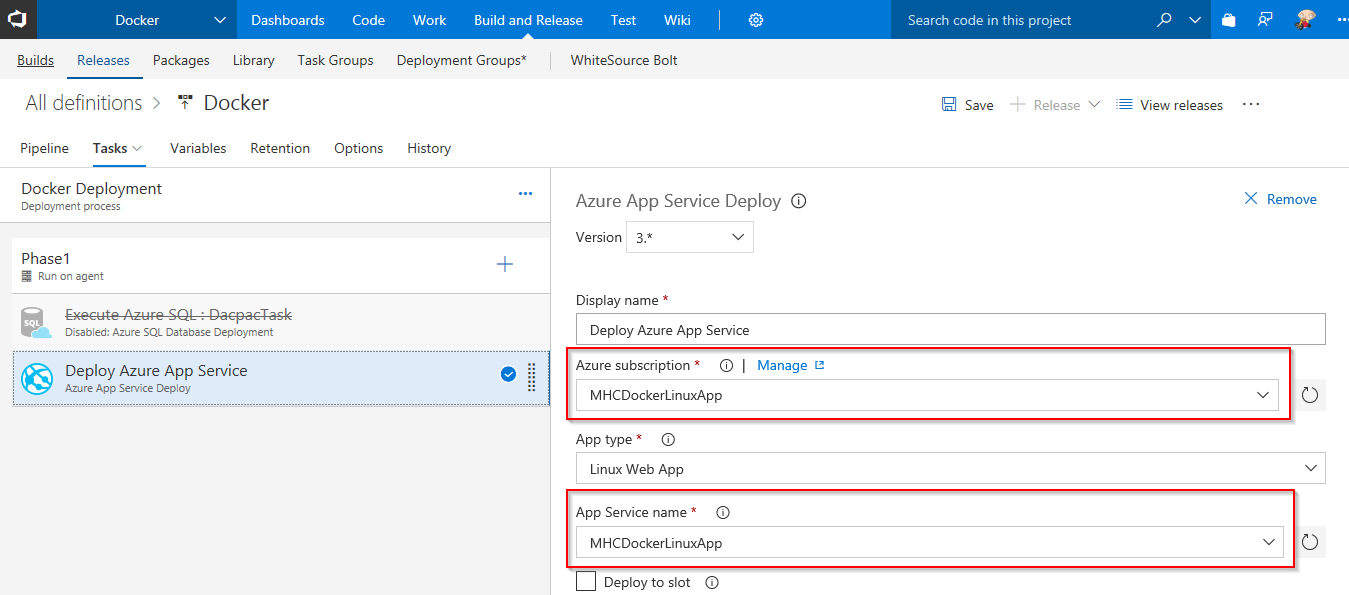 Docker Dashboards Code Work Build and Release Test Wiki Search code in this project
Builds Releases Packages Library Task Groups Deployment Groups* WhiteSource Bolt
All definitions > Docker Save Release View releases ...
Pipeline Tasks Variables Retention Options History
Docker Deployment
Deployment process
Phase1
Run on agent
SQL
Execute Azure SQL : DacpacTask
Disabled: Azure SQL Database Deployment
Deploy Azure App Service
Azure App Service Deploy
Azure App Service Deploy Remove
Version 3.*
Display name *
Deploy Azure App Service
Azure subscription * | Manage
MHCDockerLinuxApp
App type *
Linux Web App
App Service name *
MHCDockerLinuxApp
Deploy to slot